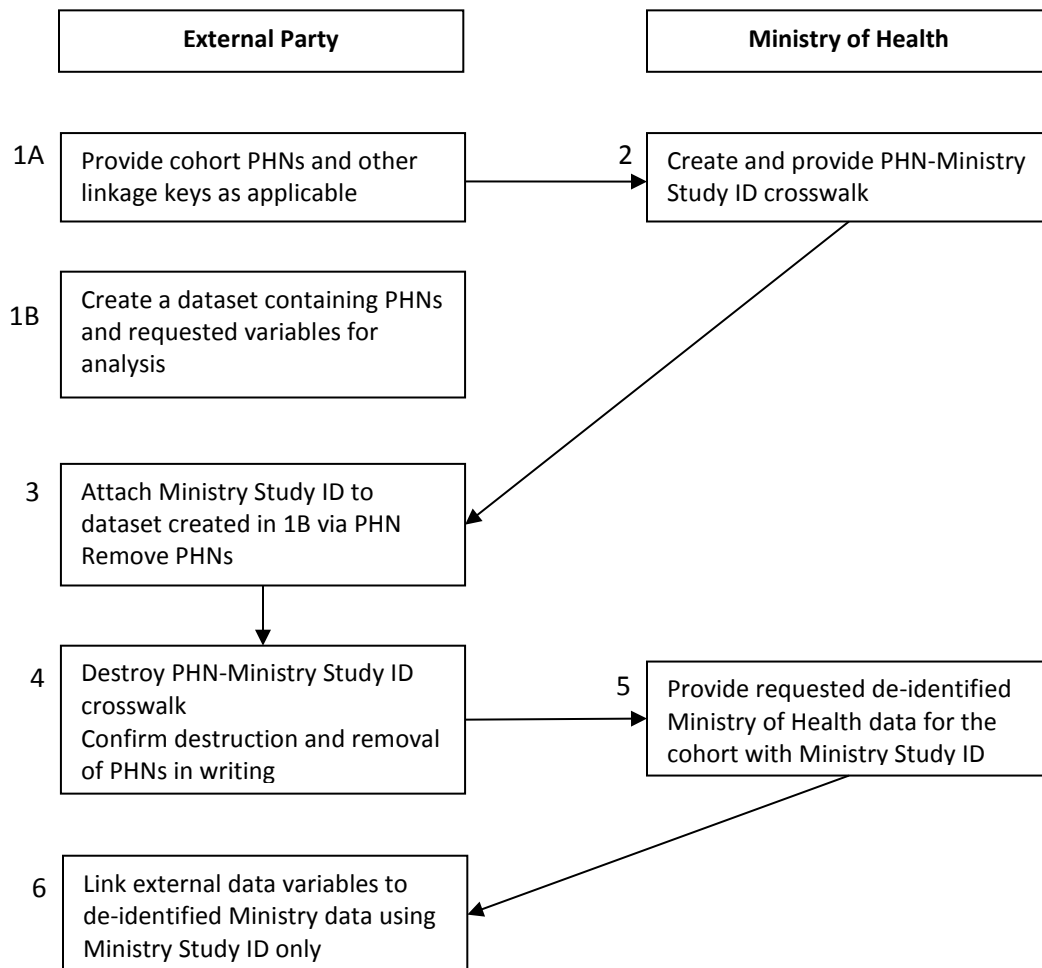 External Party
Ministry of Health
1A
Provide cohort PHNs and other
linkage keys as applicable
2
Create and provide PHN-Ministry
Study ID crosswalk
1B
Create a dataset containing PHNs
and requested variables for
analysis
3
Attach Ministry Study ID to
dataset created in 1B via PHN
Remove PHNs
4
Destroy PHN-Ministry Study ID
crosswalk
Confirm destruction and removal
of PHNs in writing
5
Provide requested de-identified
Ministry of Health data for the
cohort with Ministry Study ID
6
Link external data variables to
de-identified Ministry data using
Ministry Study ID only